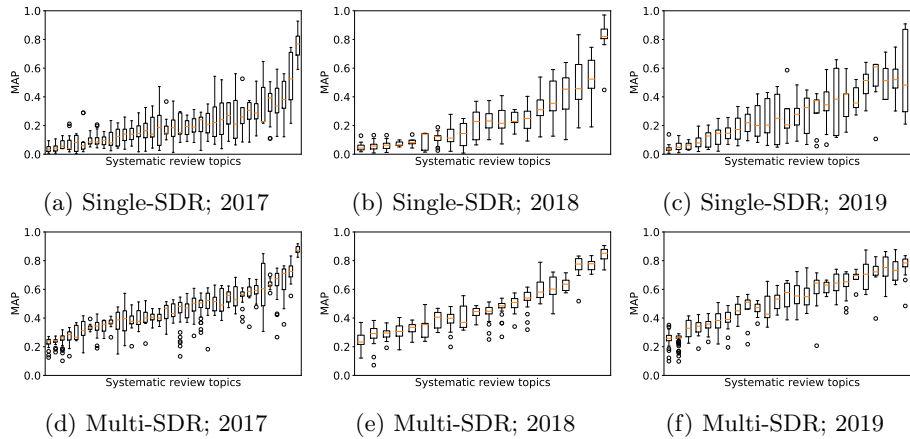 1.0
0.8
0.6
0.4
0.2
0.0
MAP
Systematic review topics
(a) Single-SDR; 2017
1.0
0.8
0.6
0.4
0.2
0.0
MAP
Systematic review topics
(b) Single-SDR; 2018
1.0
0.8
0.6
0.4
0.2
0.0
MAP
Systematic review topics
(c) Single-SDR; 2019
1.0
0.8
0.6
0.4
0.2
0.0
MAP
Systematic review topics
(d) Multi-SDR; 2017
1.0
0.8
0.6
0.4
0.2
0.0
MAP
Systematic review topics
(e) Multi-SDR; 2018
1.0
0.8
0.6
0.4
0.2
0.0
MAP
Systematic review topics
(f) Multi-SDR; 2019